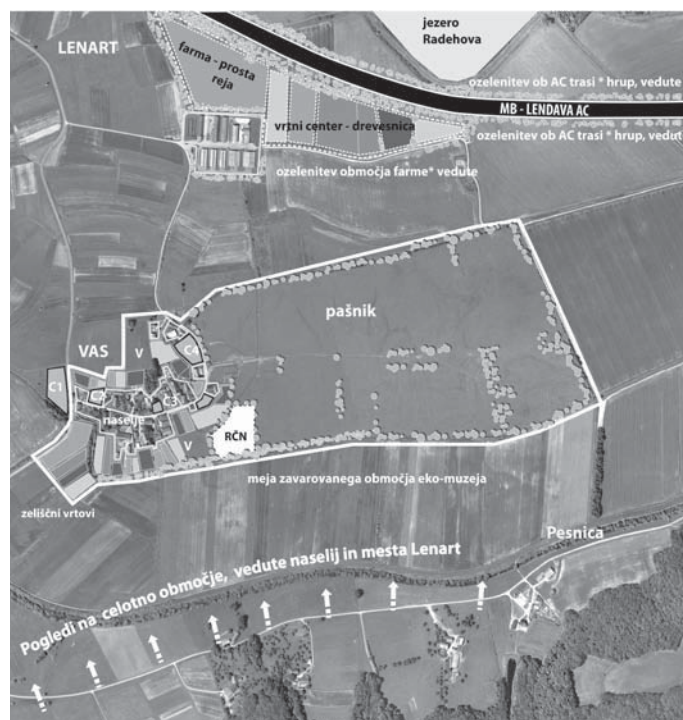 jezero
Radehova
LENART
farma - prosta
reja
ozelenitev ob AC trasi * hrup, vedute
MB - LENDAVA AC
vrtni center - drevesnica
ozelenitev ob AC trasi * hrup, vedut
ozelenitev območja farme* vedute
pašnik
VAS
V
C4
C1
C2
C3
naselje
V
RČN
meja zavarovanega območja eko-muzeja
zeliščni vrtovi
Pesnica
Pogledi na celotno območje, vedute naselij in mesta Lenart